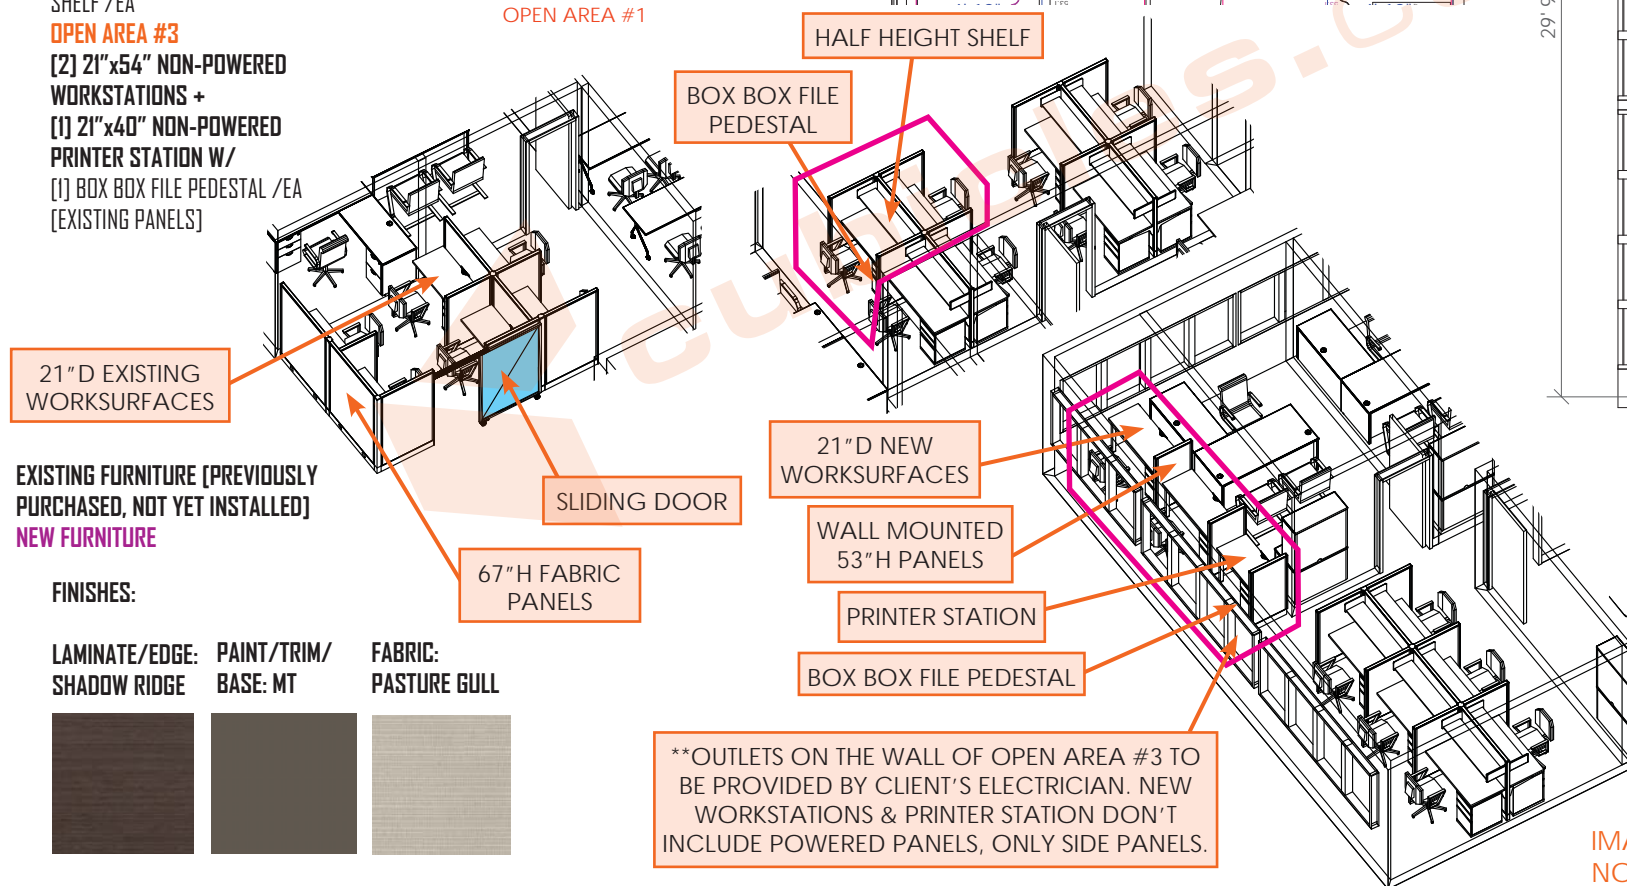 SHELF /EA
OPEN AREA #3
[2] 21"x54" NON-POWERED
WORKSTATIONS +
[1] 21"x40" NON-POWERED
PRINTER STATION W/
[1] BOX BOX FILE PEDESTAL /EA
[EXISTING PANELS]
OPEN AREA #1
HALF HEIGHT SHELF
BOX BOX FILE
PEDESTAL
29' 9
cubicles.c
21"D EXISTING
WORKSURFACES
SLIDING DOOR
67"H FABRIC
PANELS
21"D NEW
WORKSURFACES
WALL MOUNTED
53"H PANELS
PRINTER STATION
BOX BOX FILE PEDESTAL
**OUTLETS ON THE WALL OF OPEN AREA #3 TO
BE PROVIDED BY CLIENT'S ELECTRICIAN. NEW
WORKSTATIONS & PRINTER STATION DON'T
INCLUDE POWERED PANELS, ONLY SIDE PANELS.
EXISTING FURNITURE [PREVIOUSLY
PURCHASED, NOT YET INSTALLED]
NEW FURNITURE
FINISHES:
LAMINATE/EDGE:
SHADOW RIDGE
PAINT/TRIM/
BASE: MT
FABRIC:
PASTURE GULL
IMA
NO